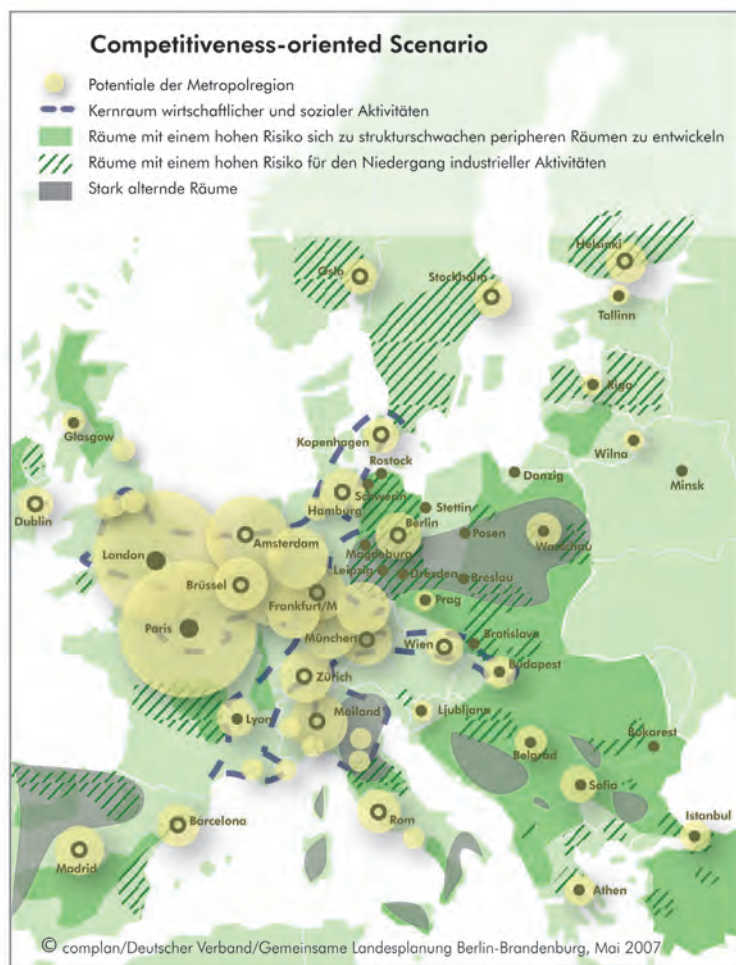 Competitiveness-oriented Scenario
Potentiale der Metropolregion
Kernraum wirtschaftlicher und sozialer Aktivitäten
Räume mit einem hohen Risiko sich zu strukturschwachen peripheren Räumen zu entwickeln
Räume mit einem hohen Risiko für den Niedergang industrieller Aktivitäten
Stark alternde Räume
Helsinki
Oslo
Stockholm
Tallinn
Riga
Glasgow
Kopenhagen
Wilna
Rostock
Danzig
Minsk
Schwerin
Dublin
Hamburg
Stettin
Berlin
Posen
Warschau
Amsterdam
London
Magdeburg
Leipzig
Dresden
Breslau
Brüssel
Frankfurt/M
Prag
Paris
München
Wien
Bratislava
Budapest
Zürich
Lyon
Mailand
Ljubljana
Bukarest
Belgrad
Sofia
Barcelona
Rom
Istanbul
Madrid
Athen
© complan/Deutscher Verband/Gemeinsame Landesplanung Berlin-Brandenburg, Mai 2007